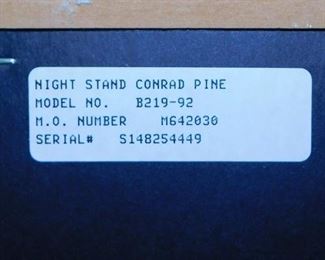 NIGHT STAND CONRAD PINE
MODEL NO. B219-92
M.O. NUMBER M642030
SERIAL# S148254449